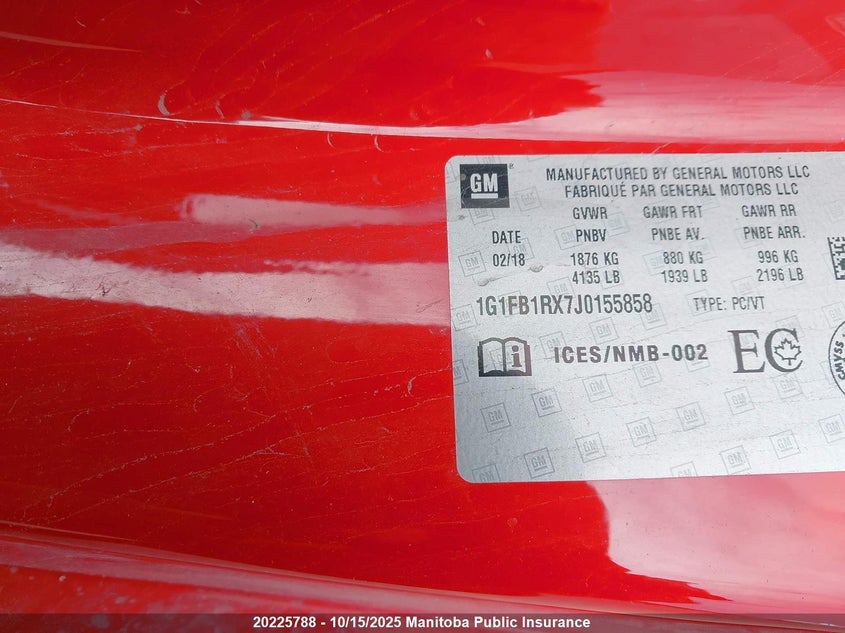 GM
MANUFACTURED BY GENERAL MOTORS LLC
FABRIQUÉ PAR GENERAL MOTORS LLC
GVWR GAWR FRT GAWR RR
DATE PNBV PNBE AV. PNBE ARR.
02/18 1876 KG 880 KG 996 KG
4135 LB 1939 LB 2196 LB
1G1FB1RX7J0155858 TYPE: PC/VT
ICES/NMB-002 EC
CMVSS
20225788 - 10/15/2025 Manitoba Public Insurance